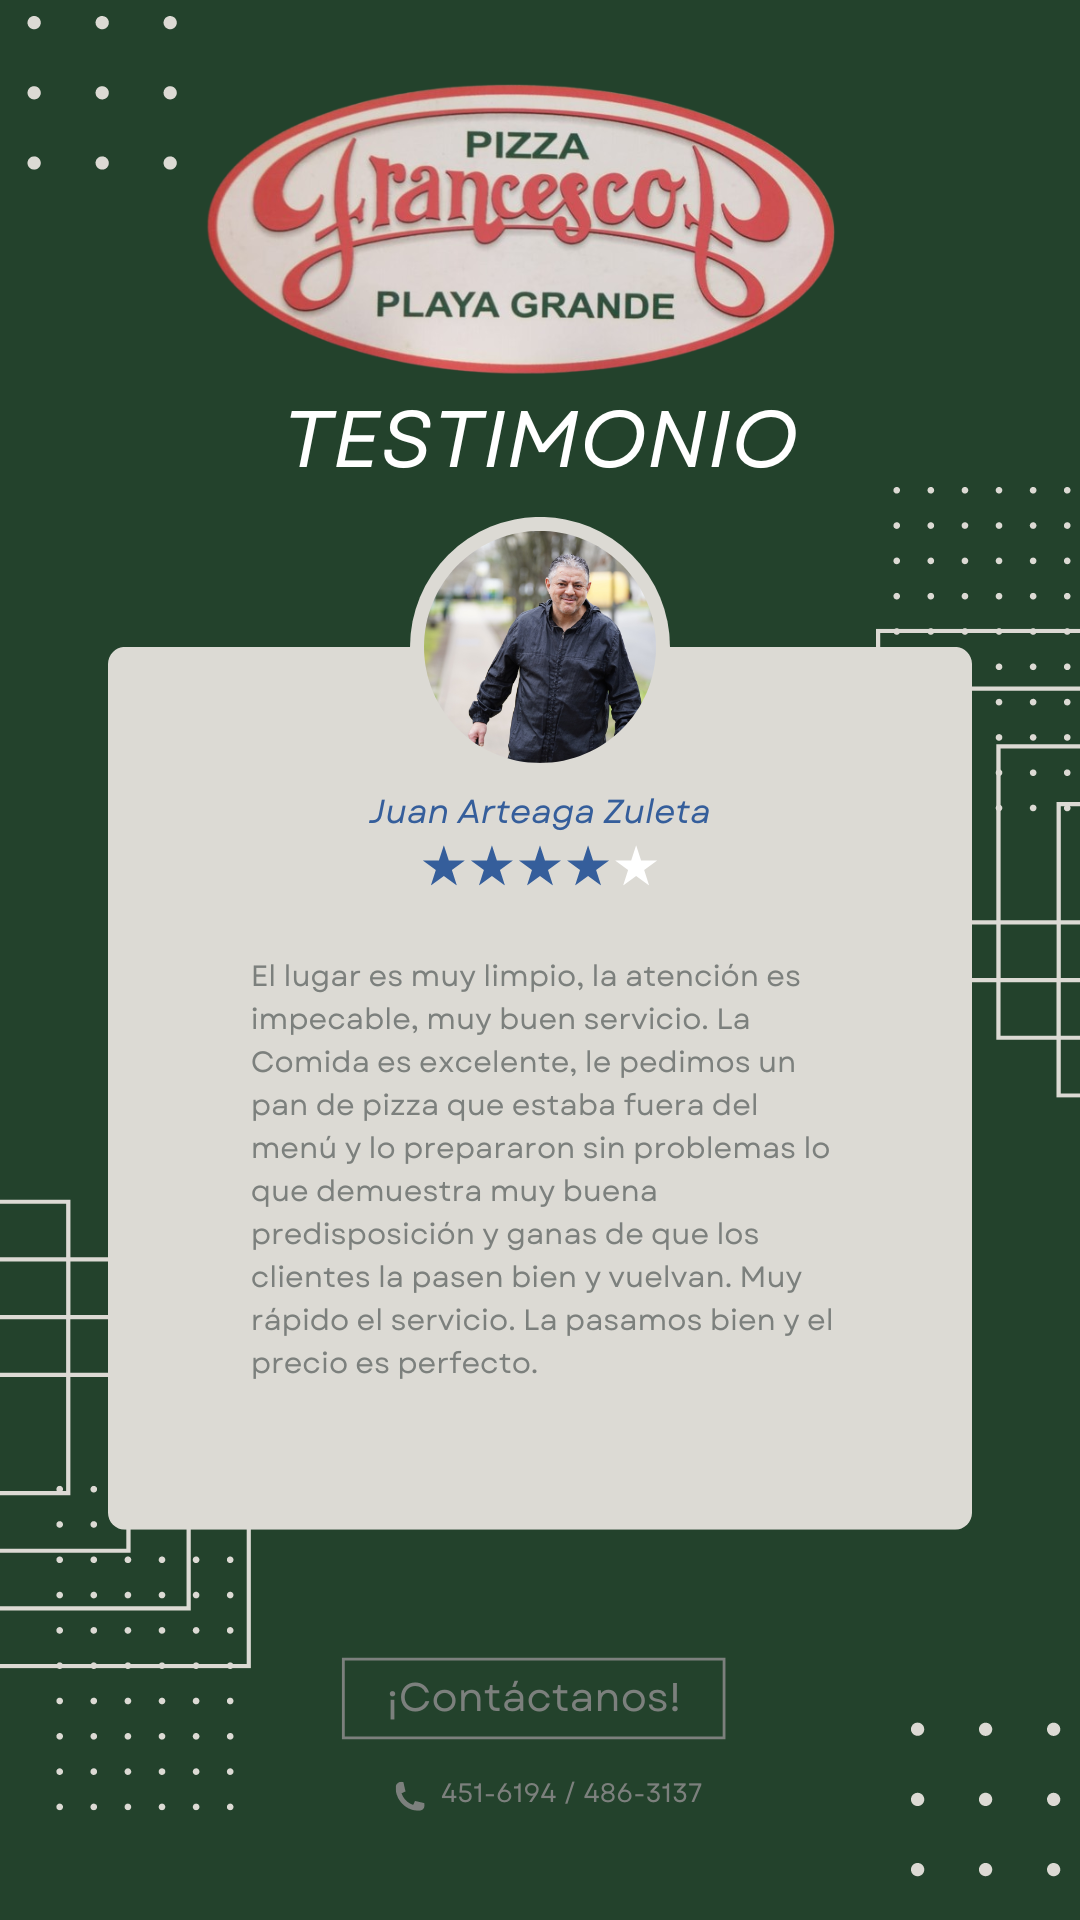 PIZZA
Francesco
PLAYA GRANDE
TESTIMONIO
Juan Arteaga Zuleta
El lugar es muy limpio, la atención es
impecable, muy buen servicio. La
Comida es excelente, le pedimos un
pan de pizza que estaba fuera del
menú y lo prepararon sin problemas lo
que demuestra muy buena
predisposición y ganas de que los
clientes la pasen bien y vuelvan. Muy
rápido el servicio. La pasamos bien y el
precio es perfecto.
¡Contáctanos!
451-6194 / 486-3137